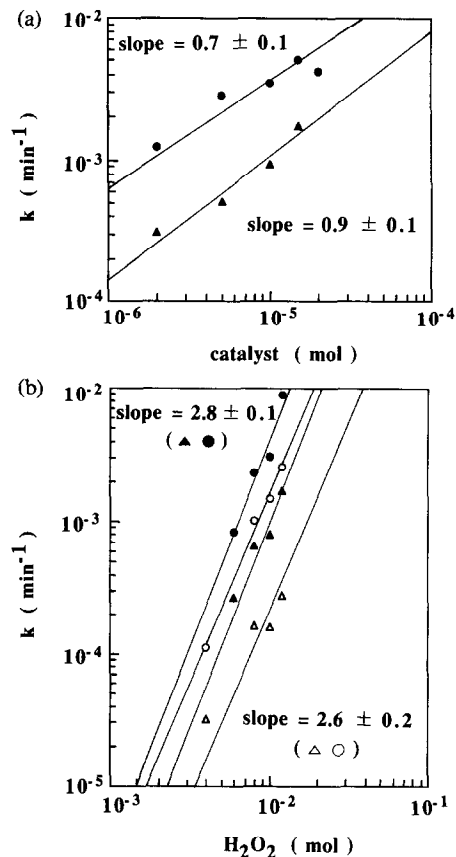 (a)
10⁻²
slope = 0.7 ± 0.1
k ( min⁻¹ )
10⁻³
slope = 0.9 ± 0.1
10⁻⁴
10⁻⁶ 10⁻⁵ 10⁻⁴
catalyst ( mol )
(b)
10⁻²
slope = 2.8 ± 0.1
( ▲ ● )
10⁻³
k ( min⁻¹ )
10⁻⁴
slope = 2.6 ± 0.2
( △ ○ )
10⁻⁵
10⁻³ 10⁻² 10⁻¹
H₂O₂ ( mol )